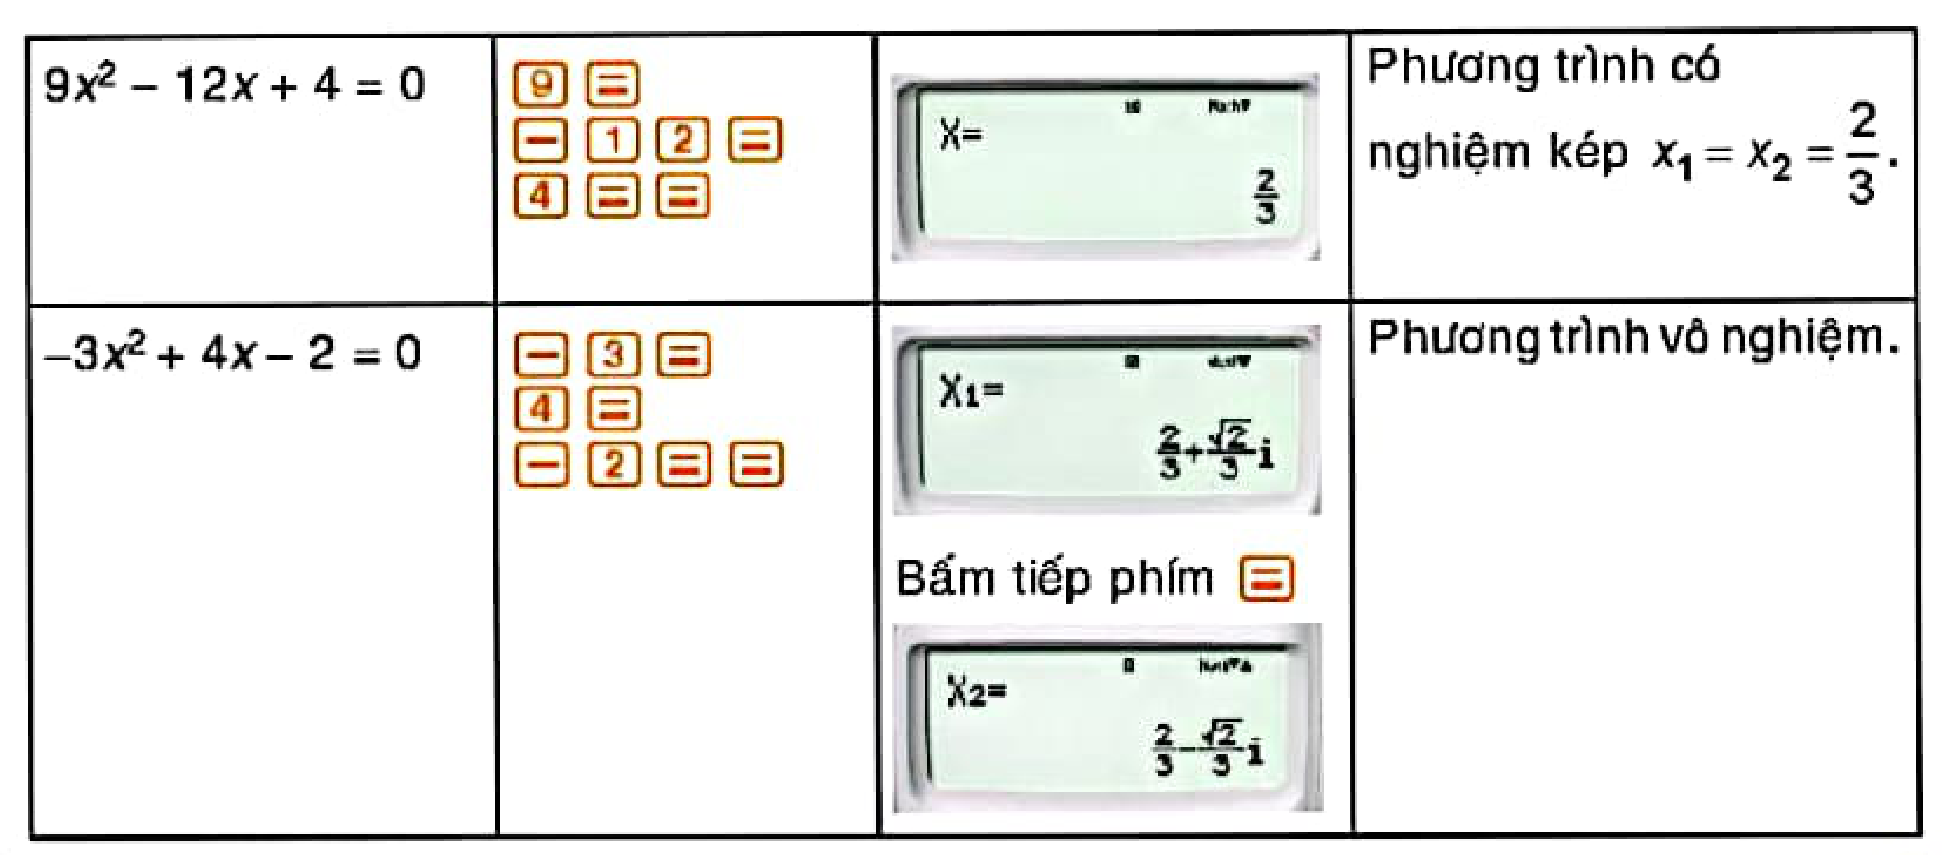 9x² − 12x + 4 = 0
9 =
− 1 2 =
4 = =
X=
2/3
Phương trình có
nghiệm kép x₁ = x₂ = 2/3.
−3x² + 4x − 2 = 0
− 3 =
4 =
− 2 = =
X₁=
2/3+√2/3 i
Bấm tiếp phím =
X₂=
2/3−√2/3 i
Phương trình vô nghiệm.